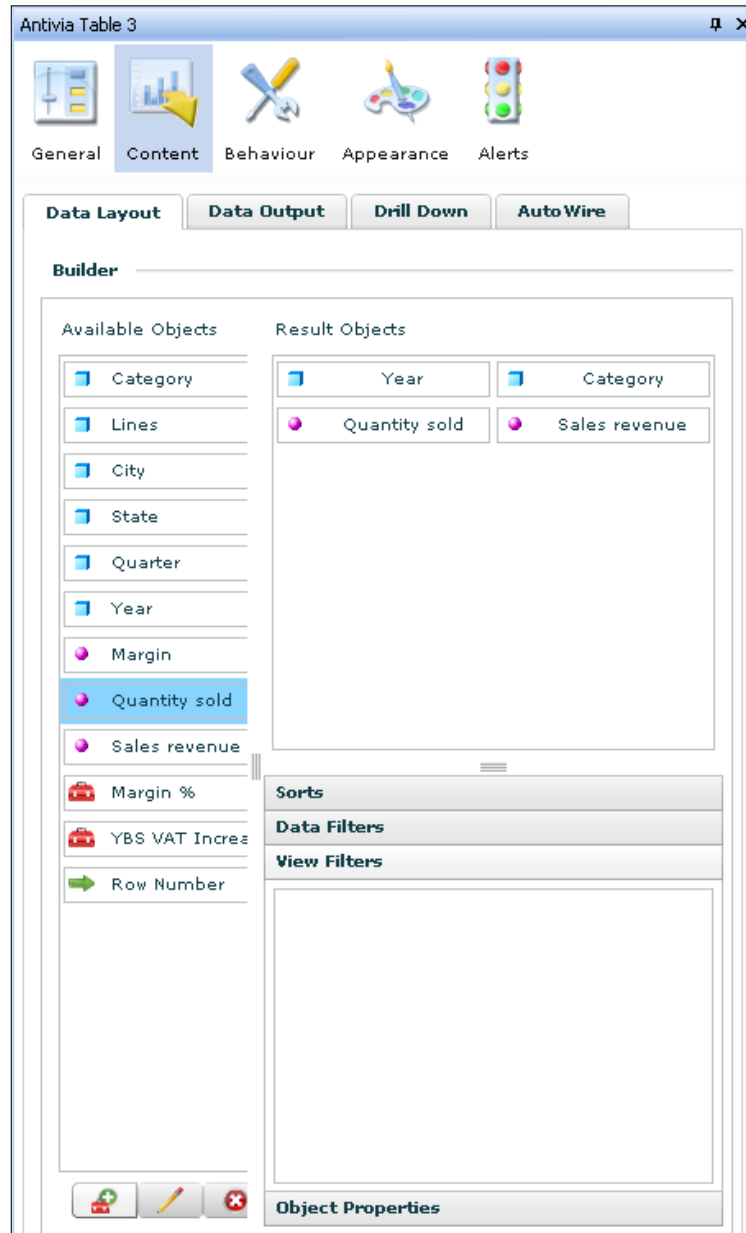 Antivia Table 3
General Content Behaviour Appearance Alerts
Data Layout Data Output Drill Down AutoWire
Builder
Available Objects
Category
Lines
City
State
Quarter
Year
Margin
Quantity sold
Sales revenue
Margin %
YBS VAT Increa
Row Number
Result Objects
Year Category
Quantity sold Sales revenue
Sorts
Data Filters
View Filters
Object Properties